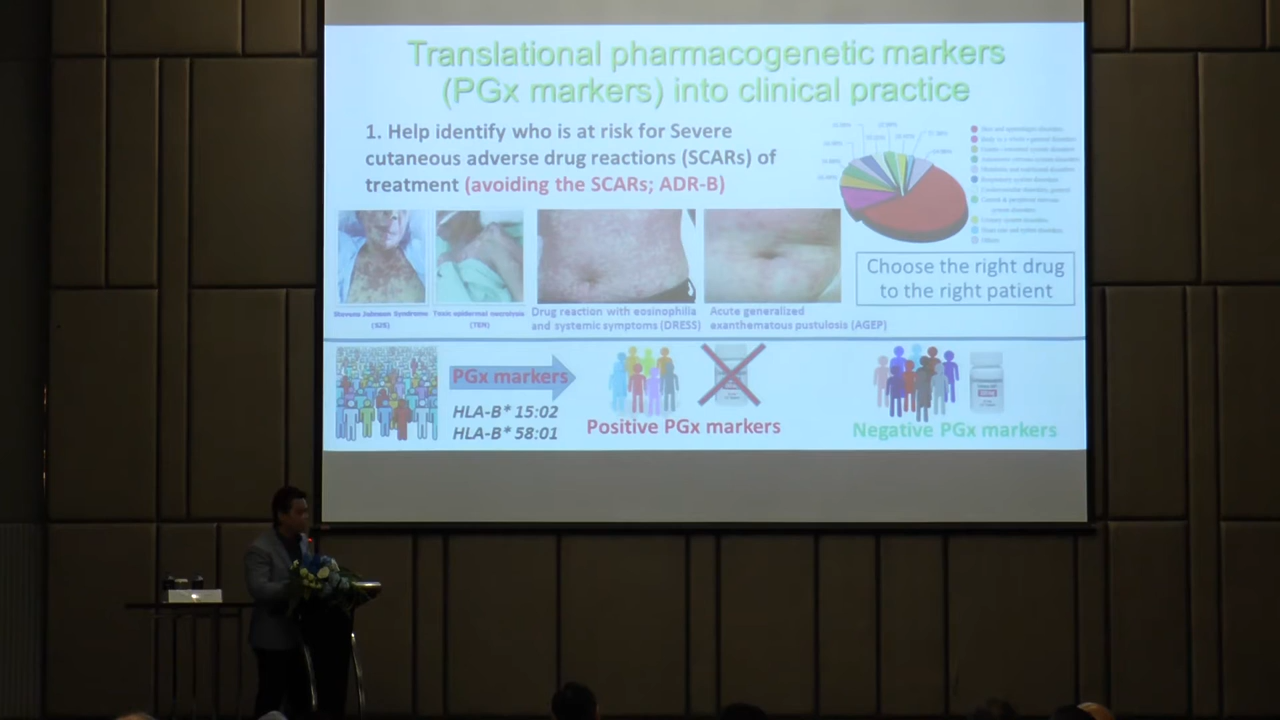 Translational pharmacogenetic markers
(PGx markers) into clinical practice
1. Help identify who is at risk for Severe
cutaneous adverse drug reactions (SCARs) of
treatment (avoiding the SCARs; ADR-B)
Stevens Johnson Syndrome
(SJS)
Toxic epidermal necrolysis
(TEN)
Drug reaction with eosinophilia
and systemic symptoms (DRESS)
Acute generalized
exanthematous pustulosis (AGEP)
Choose the right drug
to the right patient
PGx markers
HLA-B* 15:02
HLA-B* 58:01
Positive PGx markers
Negative PGx markers